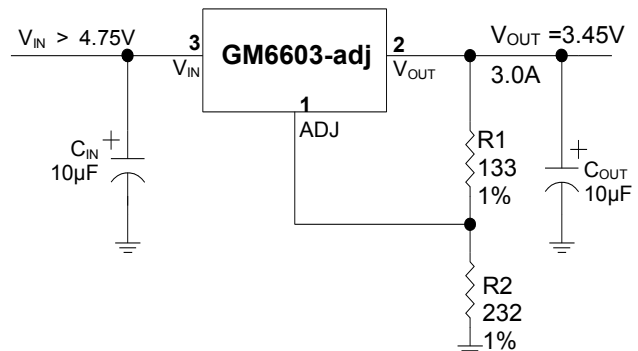 V_IN > 4.75V
3
V_IN
GM6603-adj
2
V_OUT
V_OUT =3.45V
3.0A
1
ADJ
C_IN
+
10µF
R1
133
1%
+
C_OUT
10µF
R2
232
1%